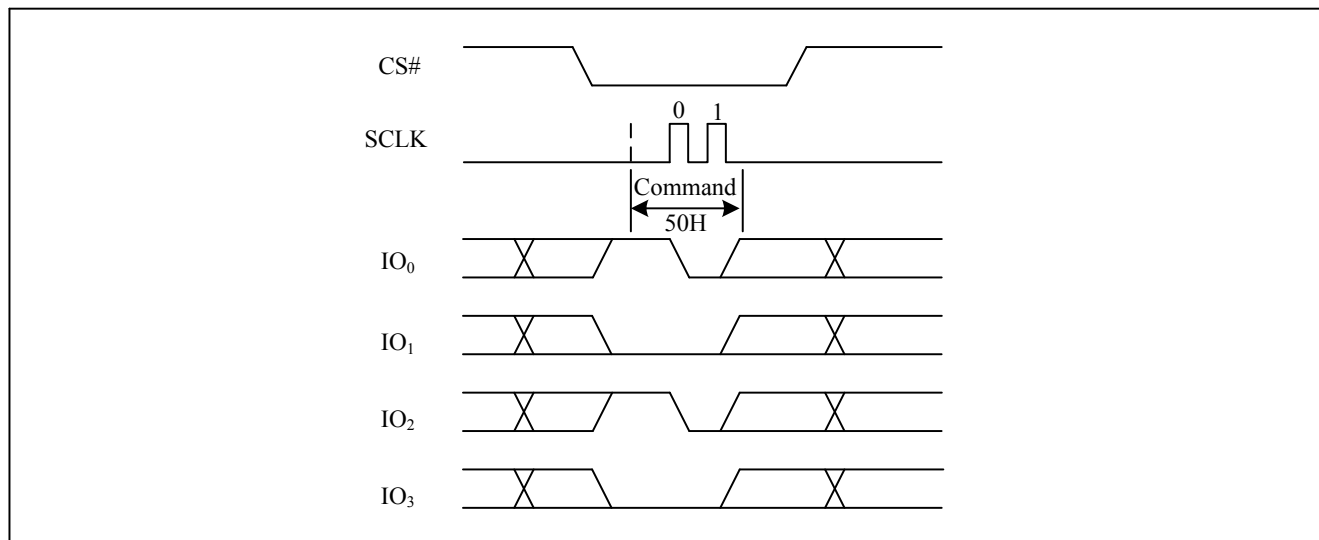 CS#
0 1
SCLK
Command
50H
IO₀
IO₁
IO₂
IO₃